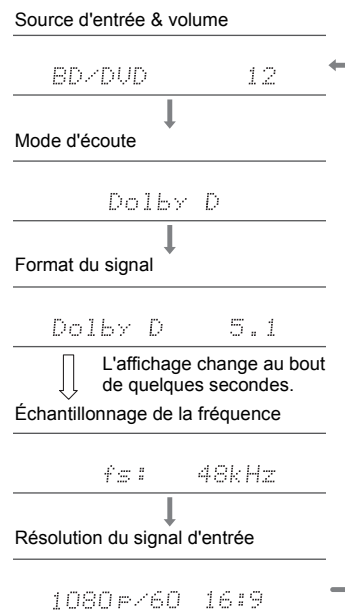 Source d'entrée & volume
BD/DVD 12
Mode d'écoute
Dolby D
Format du signal
Dolby D 5.1
L'affichage change au bout
de quelques secondes.
Échantillonnage de la fréquence
fs: 48kHz
Résolution du signal d'entrée
1080p/60 16:9